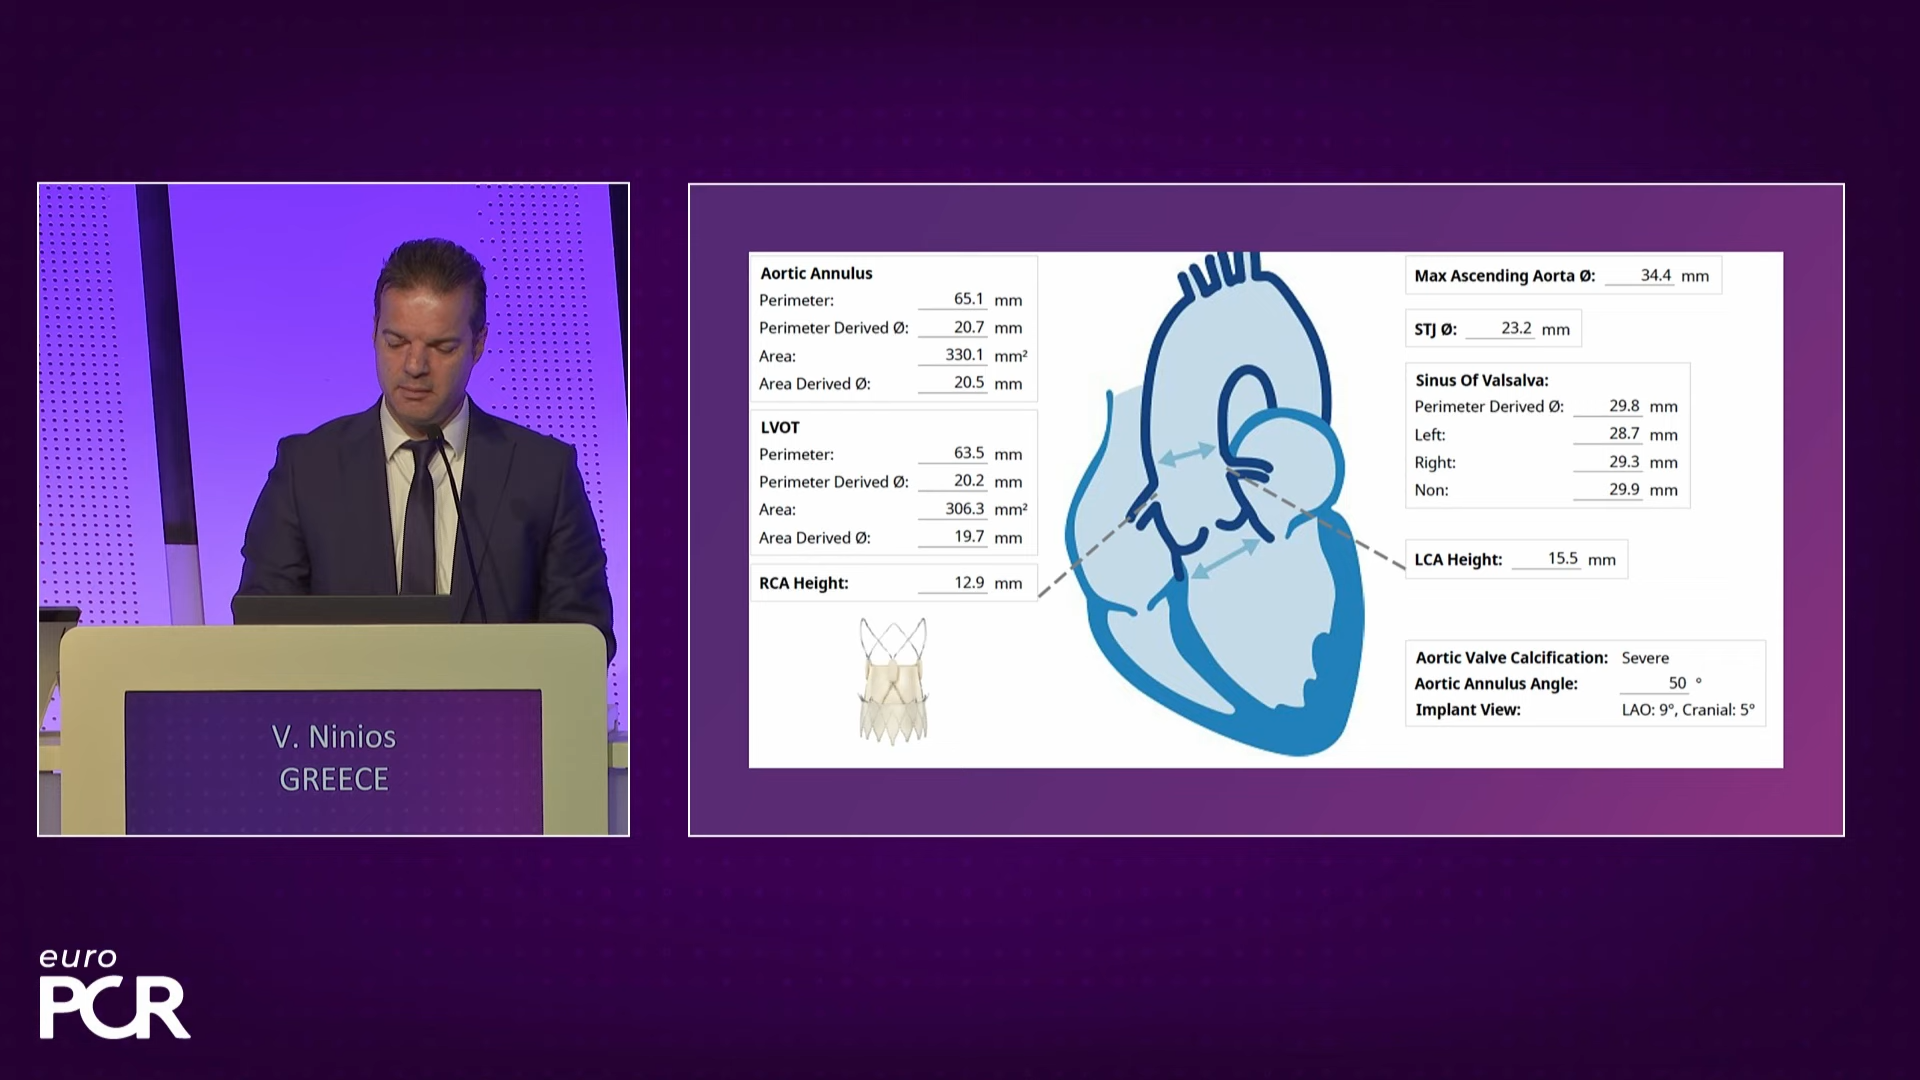 Aortic Annulus
Perimeter: 65.1 mm
Perimeter Derived Ø: 20.7 mm
Area: 330.1 mm²
Area Derived Ø: 20.5 mm
LVOT
Perimeter: 63.5 mm
Perimeter Derived Ø: 20.2 mm
Area: 306.3 mm²
Area Derived Ø: 19.7 mm
RCA Height: 12.9 mm
Max Ascending Aorta Ø: 34.4 mm
STJ Ø: 23.2 mm
Sinus Of Valsalva:
Perimeter Derived Ø: 29.8 mm
Left: 28.7 mm
Right: 29.3 mm
Non: 29.9 mm
LCA Height: 15.5 mm
Aortic Valve Calcification: Severe
Aortic Annulus Angle: 50 °
Implant View: LAO: 9°, Cranial: 5°
V. Ninios
GREECE
euro
PCR